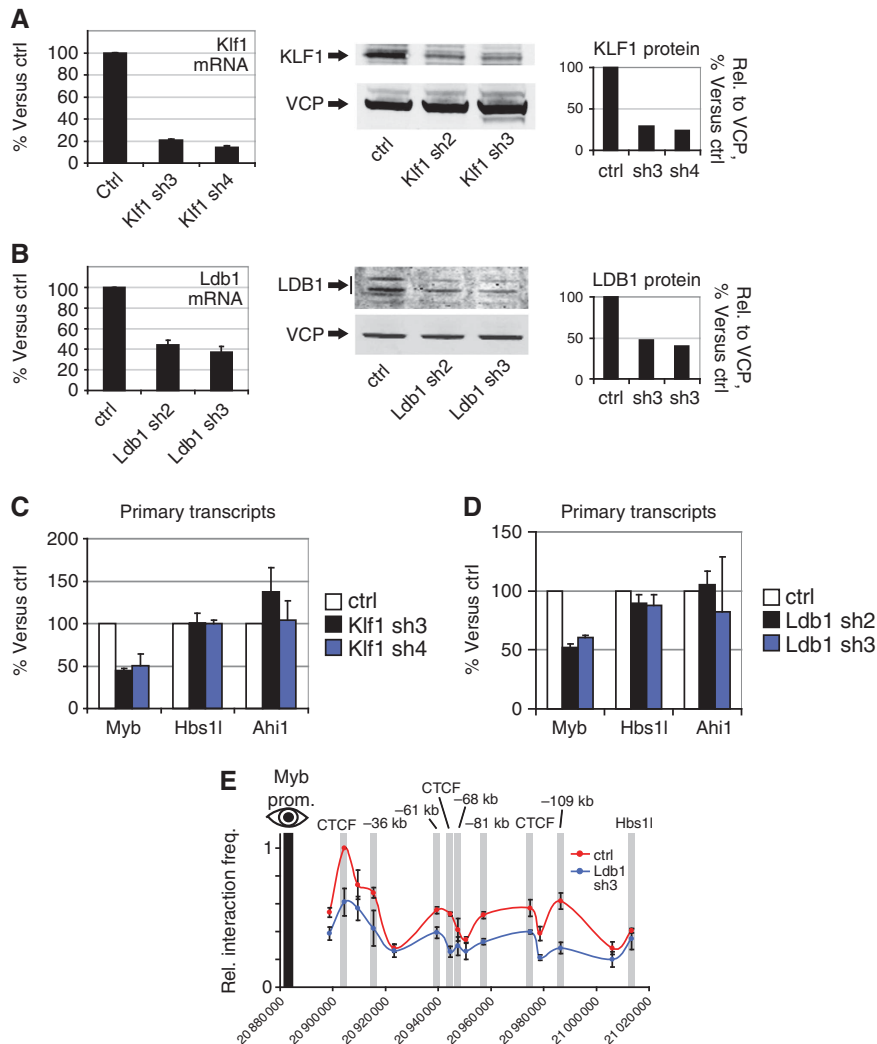 A
% Versus ctrl
100
80
60
40
20
0
Klf1
mRNA
Ctrl
Klf1 sh3
Klf1 sh4
KLF1
VCP
ctrl
Klf1 sh2
Klf1 sh3
KLF1 protein
100
50
0
ctrl sh3 sh4
Rel. to VCP,
% Versus ctrl
B
% Versus ctrl
100
80
60
40
20
0
Ldb1
mRNA
ctrl
Ldb1 sh2
Ldb1 sh3
LDB1
VCP
ctrl
Ldb1 sh2
Ldb1 sh3
LDB1 protein
100
50
0
ctrl sh3 sh3
Rel. to VCP,
% Versus ctrl
C
Primary transcripts
% Versus ctrl
200
150
100
50
0
Myb Hbs1l Ahi1
ctrl
Klf1 sh3
Klf1 sh4
D
Primary transcripts
% Versus ctrl
150
100
50
0
Myb Hbs1l Ahi1
ctrl
Ldb1 sh2
Ldb1 sh3
E
Myb
prom.
CTCF
–36 kb
–61 kb
CTCF
–68 kb
–81 kb
CTCF
–109 kb
Hbs1l
Rel. interaction freq.
1
0
ctrl
Ldb1
sh3
20 880 000
20 900 000
20 920 000
20 940 000
20 960 000
20 980 000
21 000 000
21 020 000